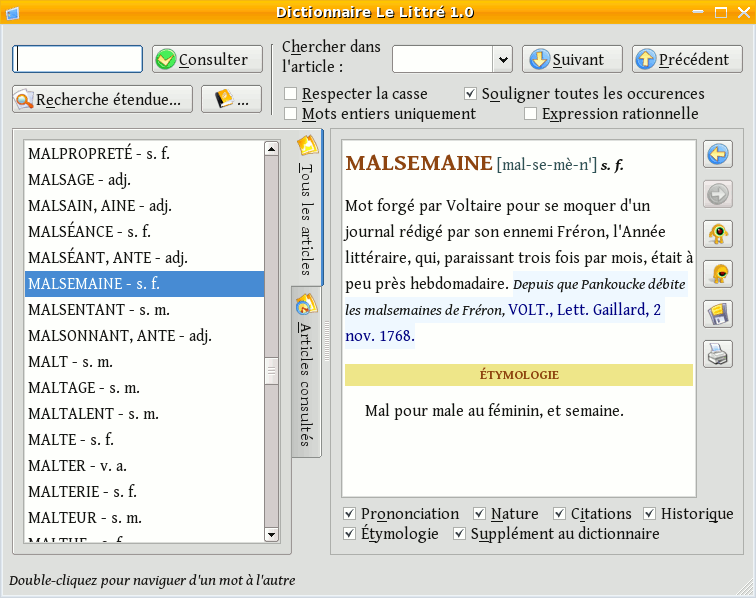 Dictionnaire Le Littré 1.0
Consulter
Chercher dans
l'article :
Suivant
Précédent
Recherche étendue...
...
Respecter la casse
Souligner toutes les occurences
Mots entiers uniquement
Expression rationnelle
MALPROPRETÉ - s. f.
MALSAGE - adj.
MALSAIN, AINE - adj.
MALSÉANCE - s. f.
MALSÉANT, ANTE - adj.
MALSEMAINE - s. f.
MALSENTANT - s. m.
MALSONNANT, ANTE - adj.
MALT - s. m.
MALTAGE - s. m.
MALTALENT - s. m.
MALTE - s. f.
MALTER - v. a.
MALTERIE - s. f.
MALTEUR - s. m.
Tous les articles
Articles consultés
MALSEMAINE [mal-se-mè-n'] s. f.
Mot forgé par Voltaire pour se moquer d'un
journal rédigé par son ennemi Fréron, l'Année
littéraire, qui, paraissant trois fois par mois, était à
peu près hebdomadaire. Depuis que Pankoucke débite
les malsemaines de Fréron, VOLT., Lett. Gaillard, 2
nov. 1768.
ÉTYMOLOGIE
Mal pour male au féminin, et semaine.
Prononciation
Nature
Citations
Historique
Étymologie
Supplément au dictionnaire
Double-cliquez pour naviguer d'un mot à l'autre